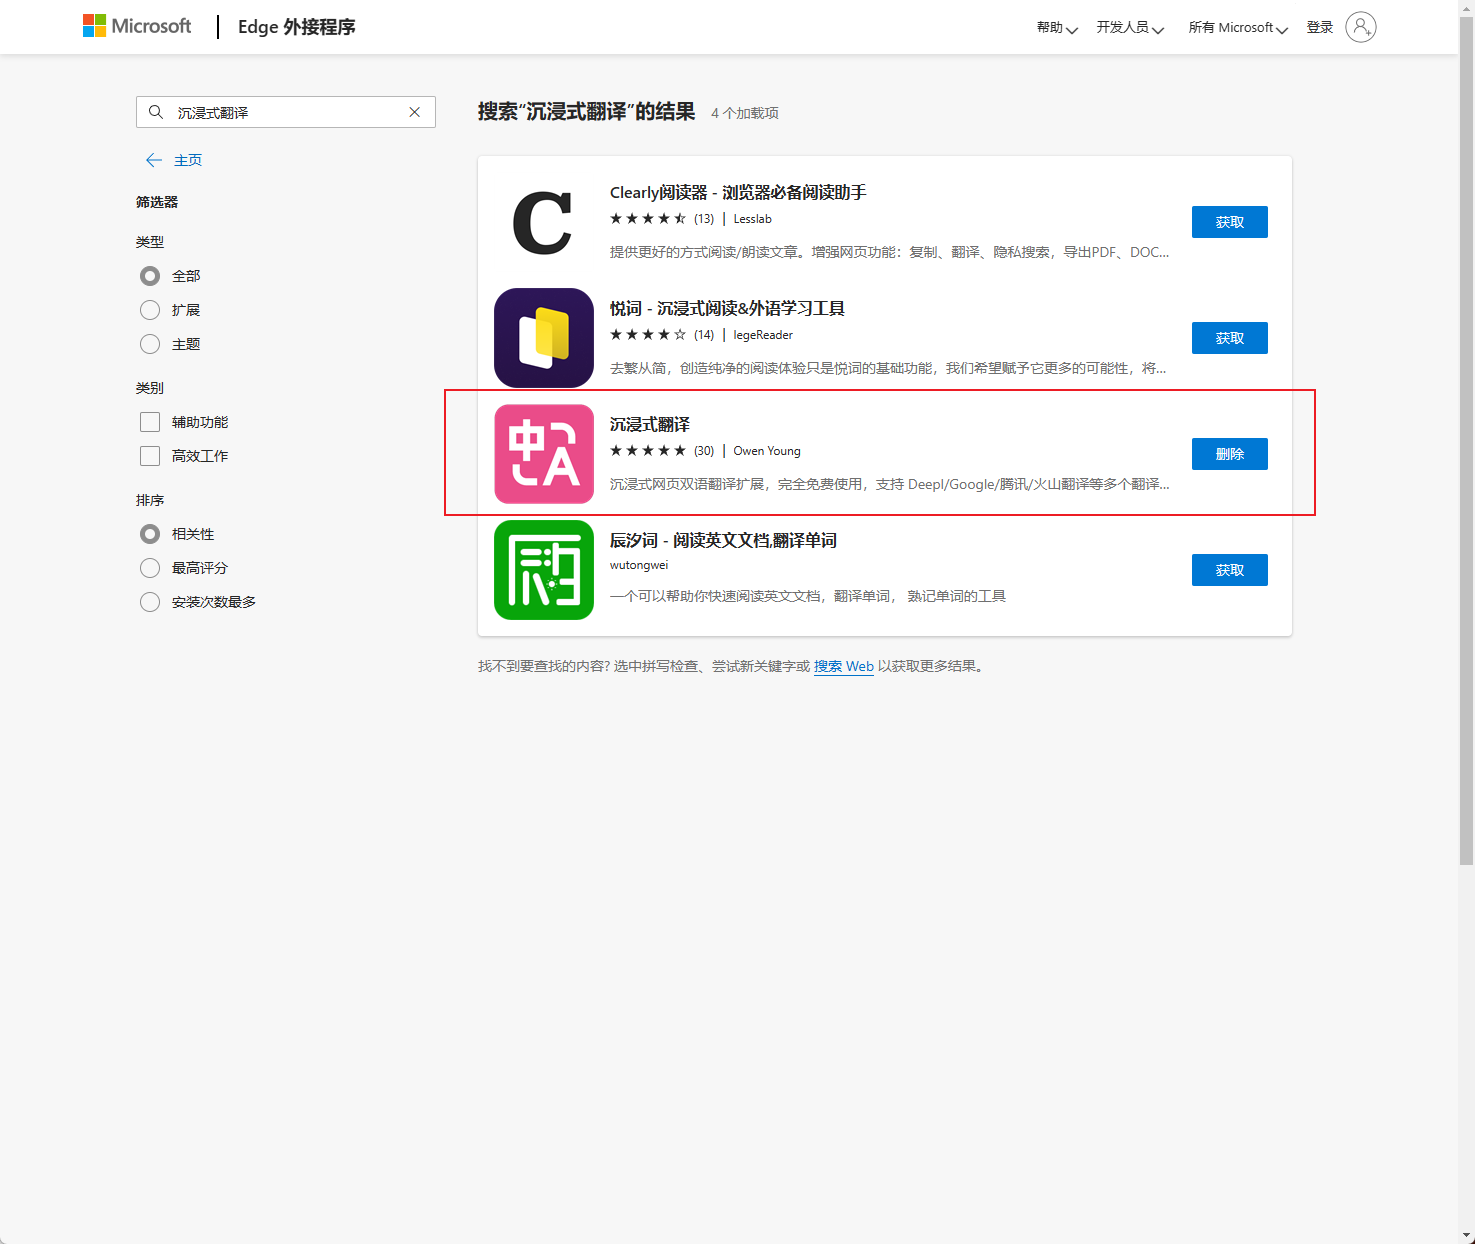 Microsoft | Edge 外接程序 帮助 开发人员 所有 Microsoft 登录
沉浸式翻译
主页
筛选器
类型
全部
扩展
主题
类别
辅助功能
高效工作
排序
相关性
最高评分
安装次数最多
搜索“沉浸式翻译”的结果 4 个加载项
C
Clearly阅读器 - 浏览器必备阅读助手
(13) | Lesslab
提供更好的方式阅读/朗读文章。增强网页功能：复制、翻译、隐私搜索，导出PDF、DOC...
获取
悦词 - 沉浸式阅读&外语学习工具
(14) | legeReader
去繁从简，创造纯净的阅读体验只是悦词的基础功能，我们希望赋予它更多的可能性，将...
获取
中 A
沉浸式翻译
(30) | Owen Young
沉浸式网页双语翻译扩展，完全免费使用，支持 Deepl/Google/腾讯/火山翻译等多个翻译...
删除
辰汐词 - 阅读英文文档,翻译单词
wutongwei
一个可以帮助你快速阅读英文文档，翻译单词， 熟记单词的工具
获取
找不到要查找的内容? 选中拼写检查、尝试新关键字或 搜索 Web 以获取更多结果。